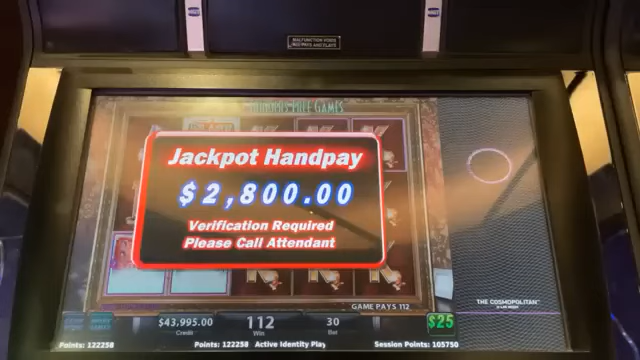 MALFUNCTION VOIDS
ALL PAYS AND PLAYS
FREE GAMES
Jackpot Handpay
$2,800.00
Verification Required
Please Call Attendant
GAME PAYS 112
THE COSMOPOLITAN
$43,995.00
Credit
112
Win
30
Bet
$25
Points: 122258
Points: 122258 Active Identity Play
Session Points: 105750